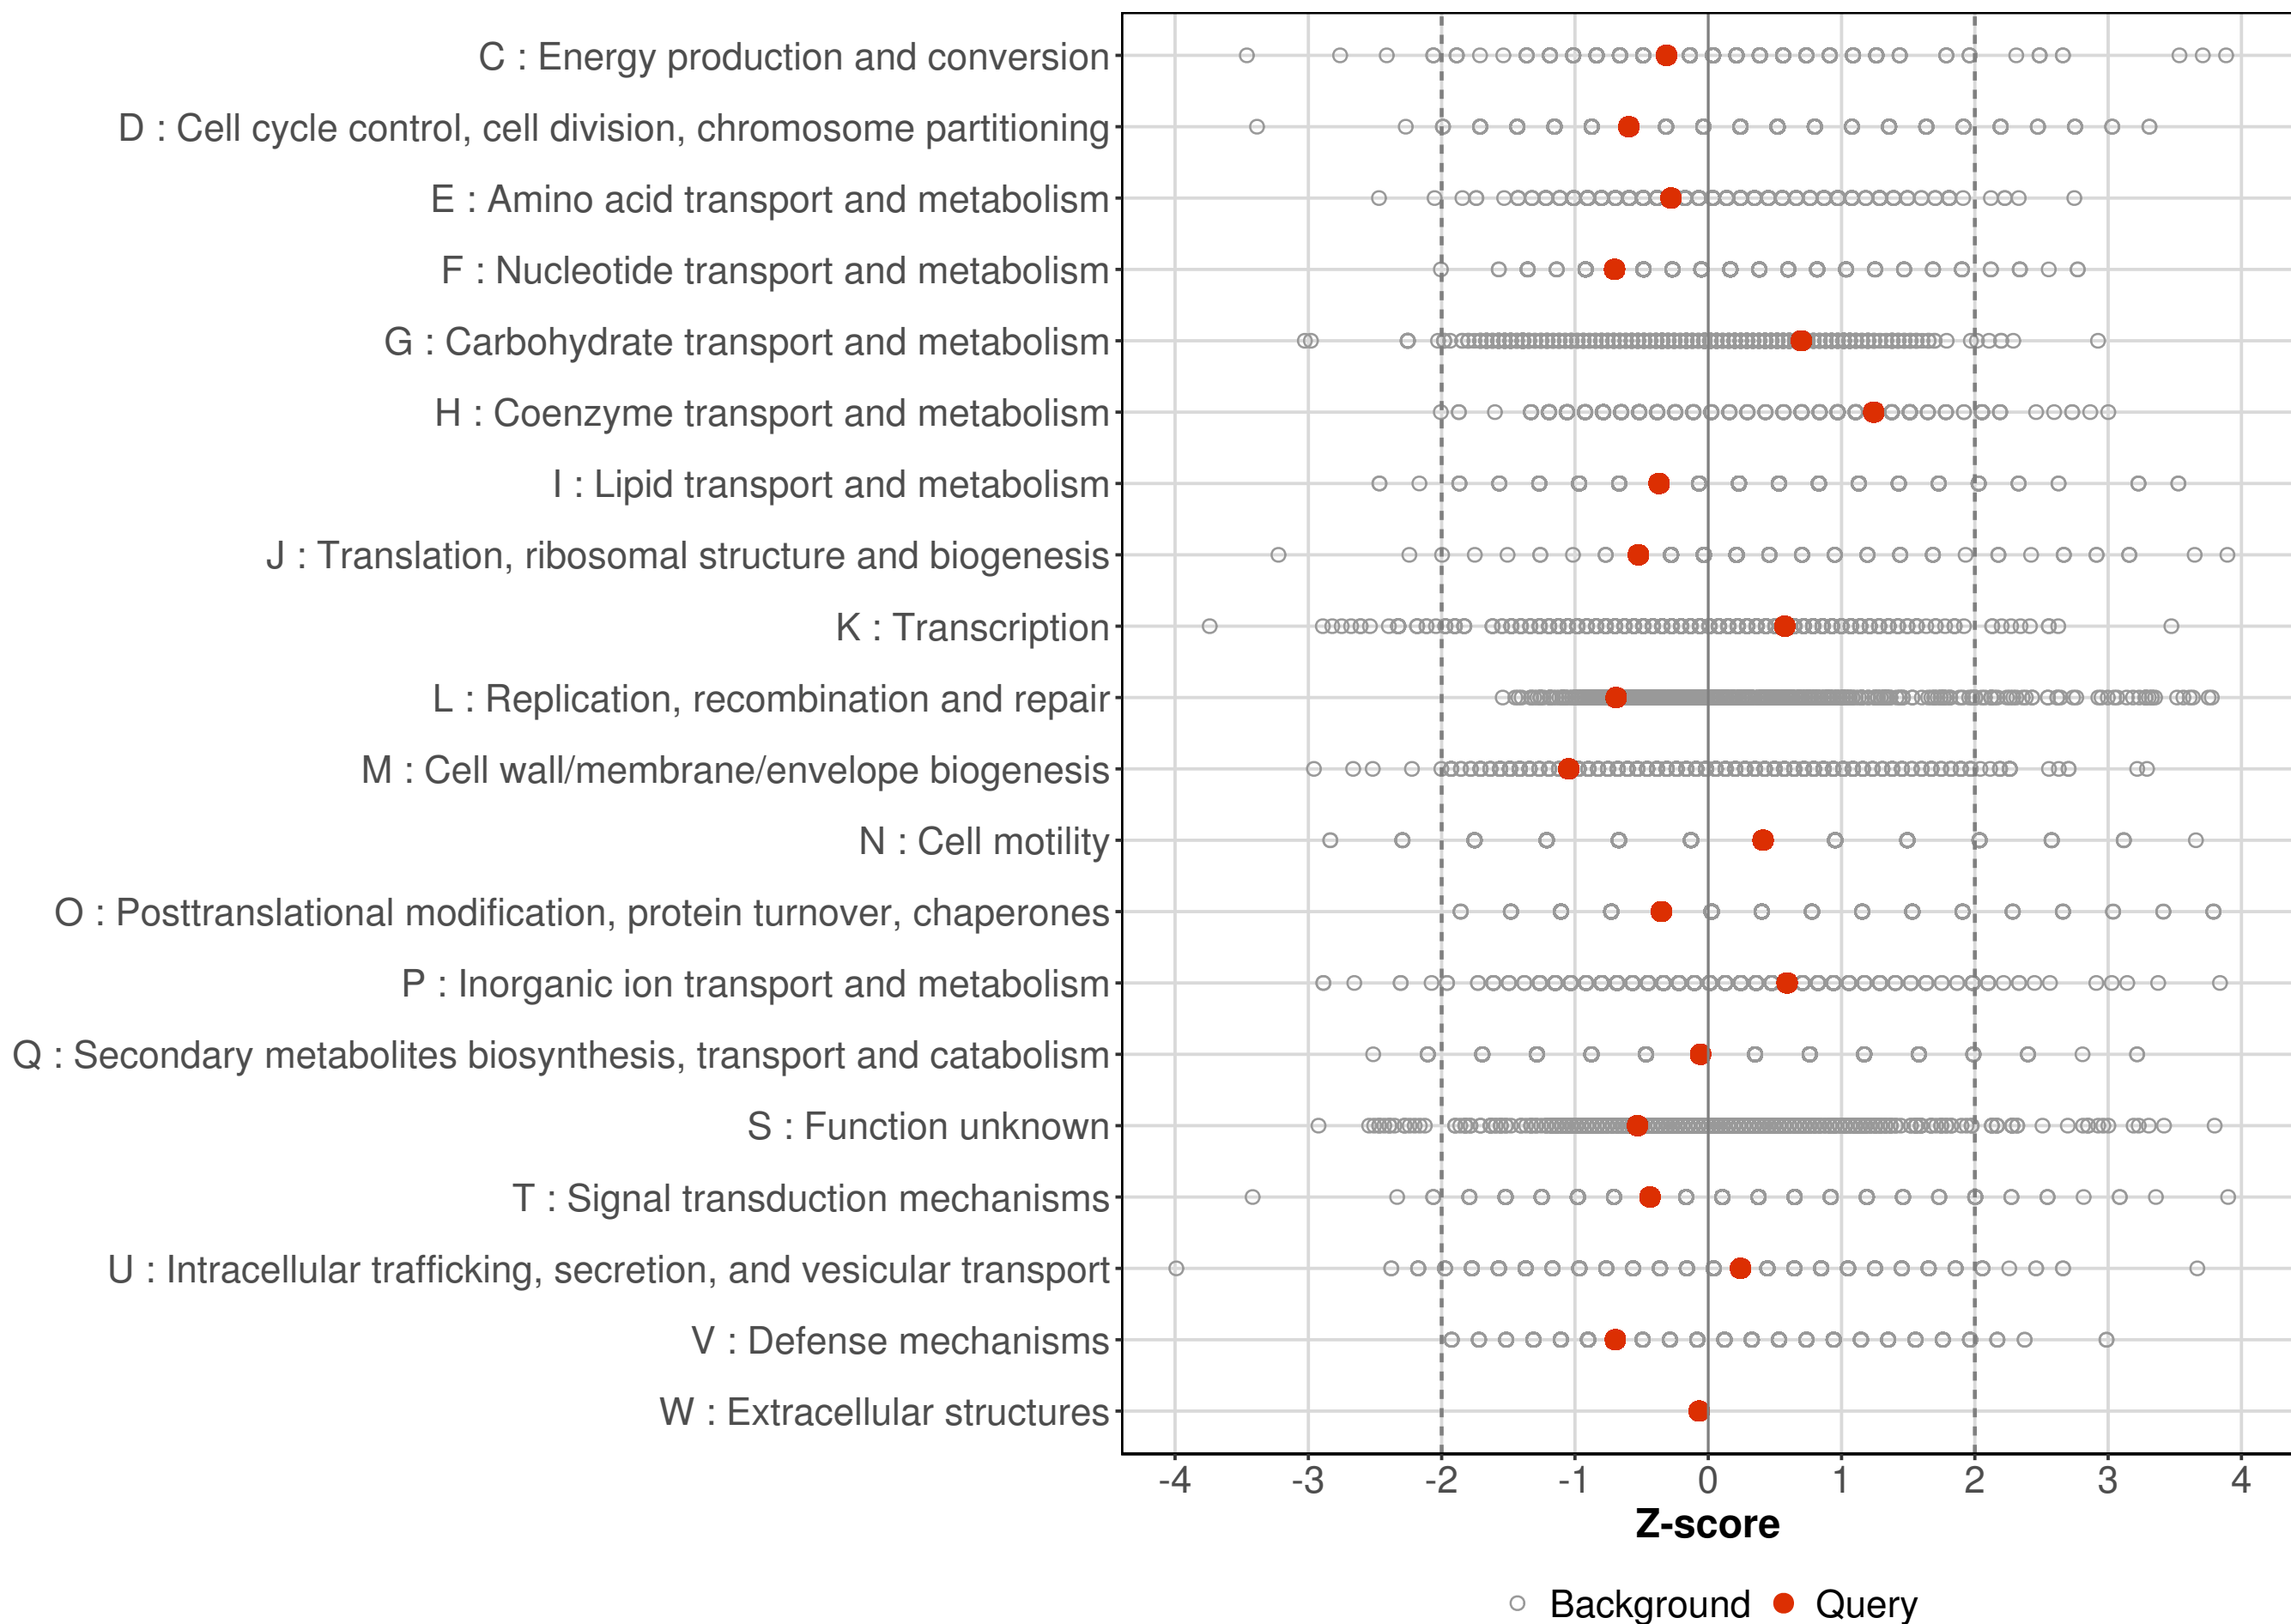 C : Energy production and conversion
D : Cell cycle control, cell division, chromosome partitioning
E : Amino acid transport and metabolism
F : Nucleotide transport and metabolism
G : Carbohydrate transport and metabolism
H : Coenzyme transport and metabolism
I : Lipid transport and metabolism
J : Translation, ribosomal structure and biogenesis
K : Transcription
L : Replication, recombination and repair
M : Cell wall/membrane/envelope biogenesis
N : Cell motility
O : Posttranslational modification, protein turnover, chaperones
P : Inorganic ion transport and metabolism
Q : Secondary metabolites biosynthesis, transport and catabolism
S : Function unknown
T : Signal transduction mechanisms
U : Intracellular trafficking, secretion, and vesicular transport
V : Defense mechanisms
W : Extracellular structures
-4 -3 -2 -1 0 1 2 3 4
Z-score
Background Query